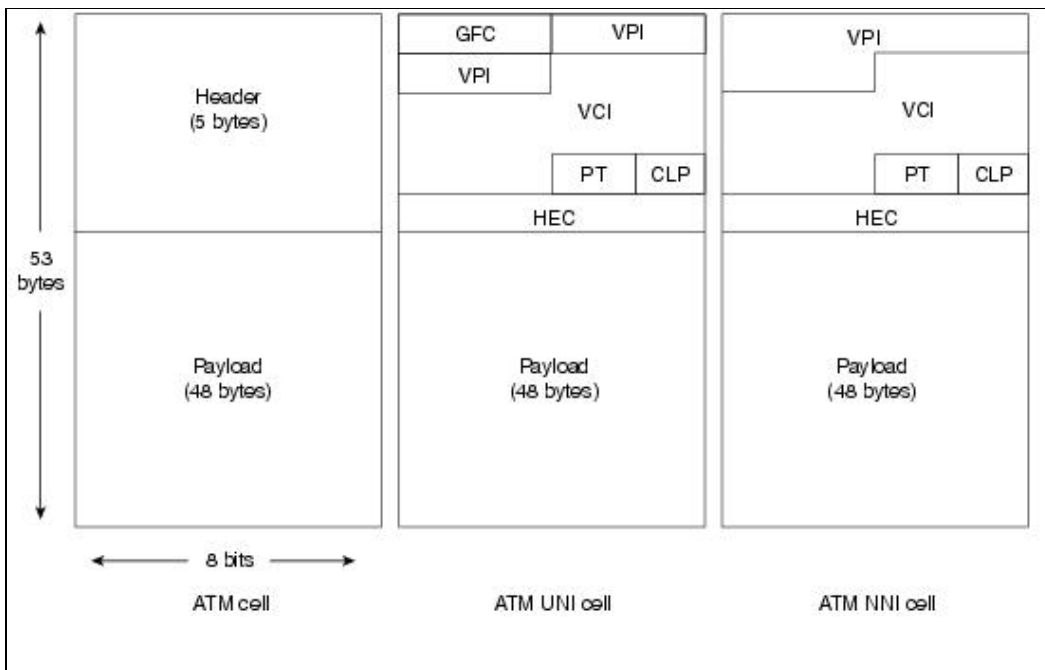 53
bytes
Header
(5 bytes)
Payload
(48 bytes)
8 bits
ATM cell
GFC
VPI
VPI
VCI
PT
CLP
HEC
Payload
(48 bytes)
ATM UNI cell
VPI
VCI
PT
CLP
HEC
Payload
(48 bytes)
ATM NNI cell